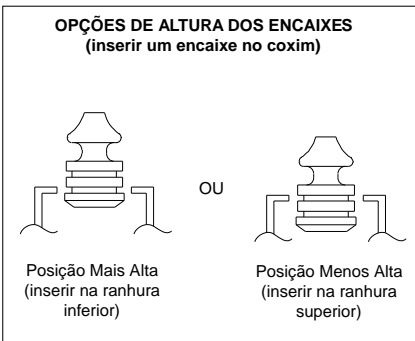 OPÇÕES DE ALTURA DOS ENCAIXES
(inserir um encaixe no coxim)
OU
Posição Mais Alta
(inserir na ranhura
inferior)
Posição Menos Alta
(inserir na ranhura
superior)